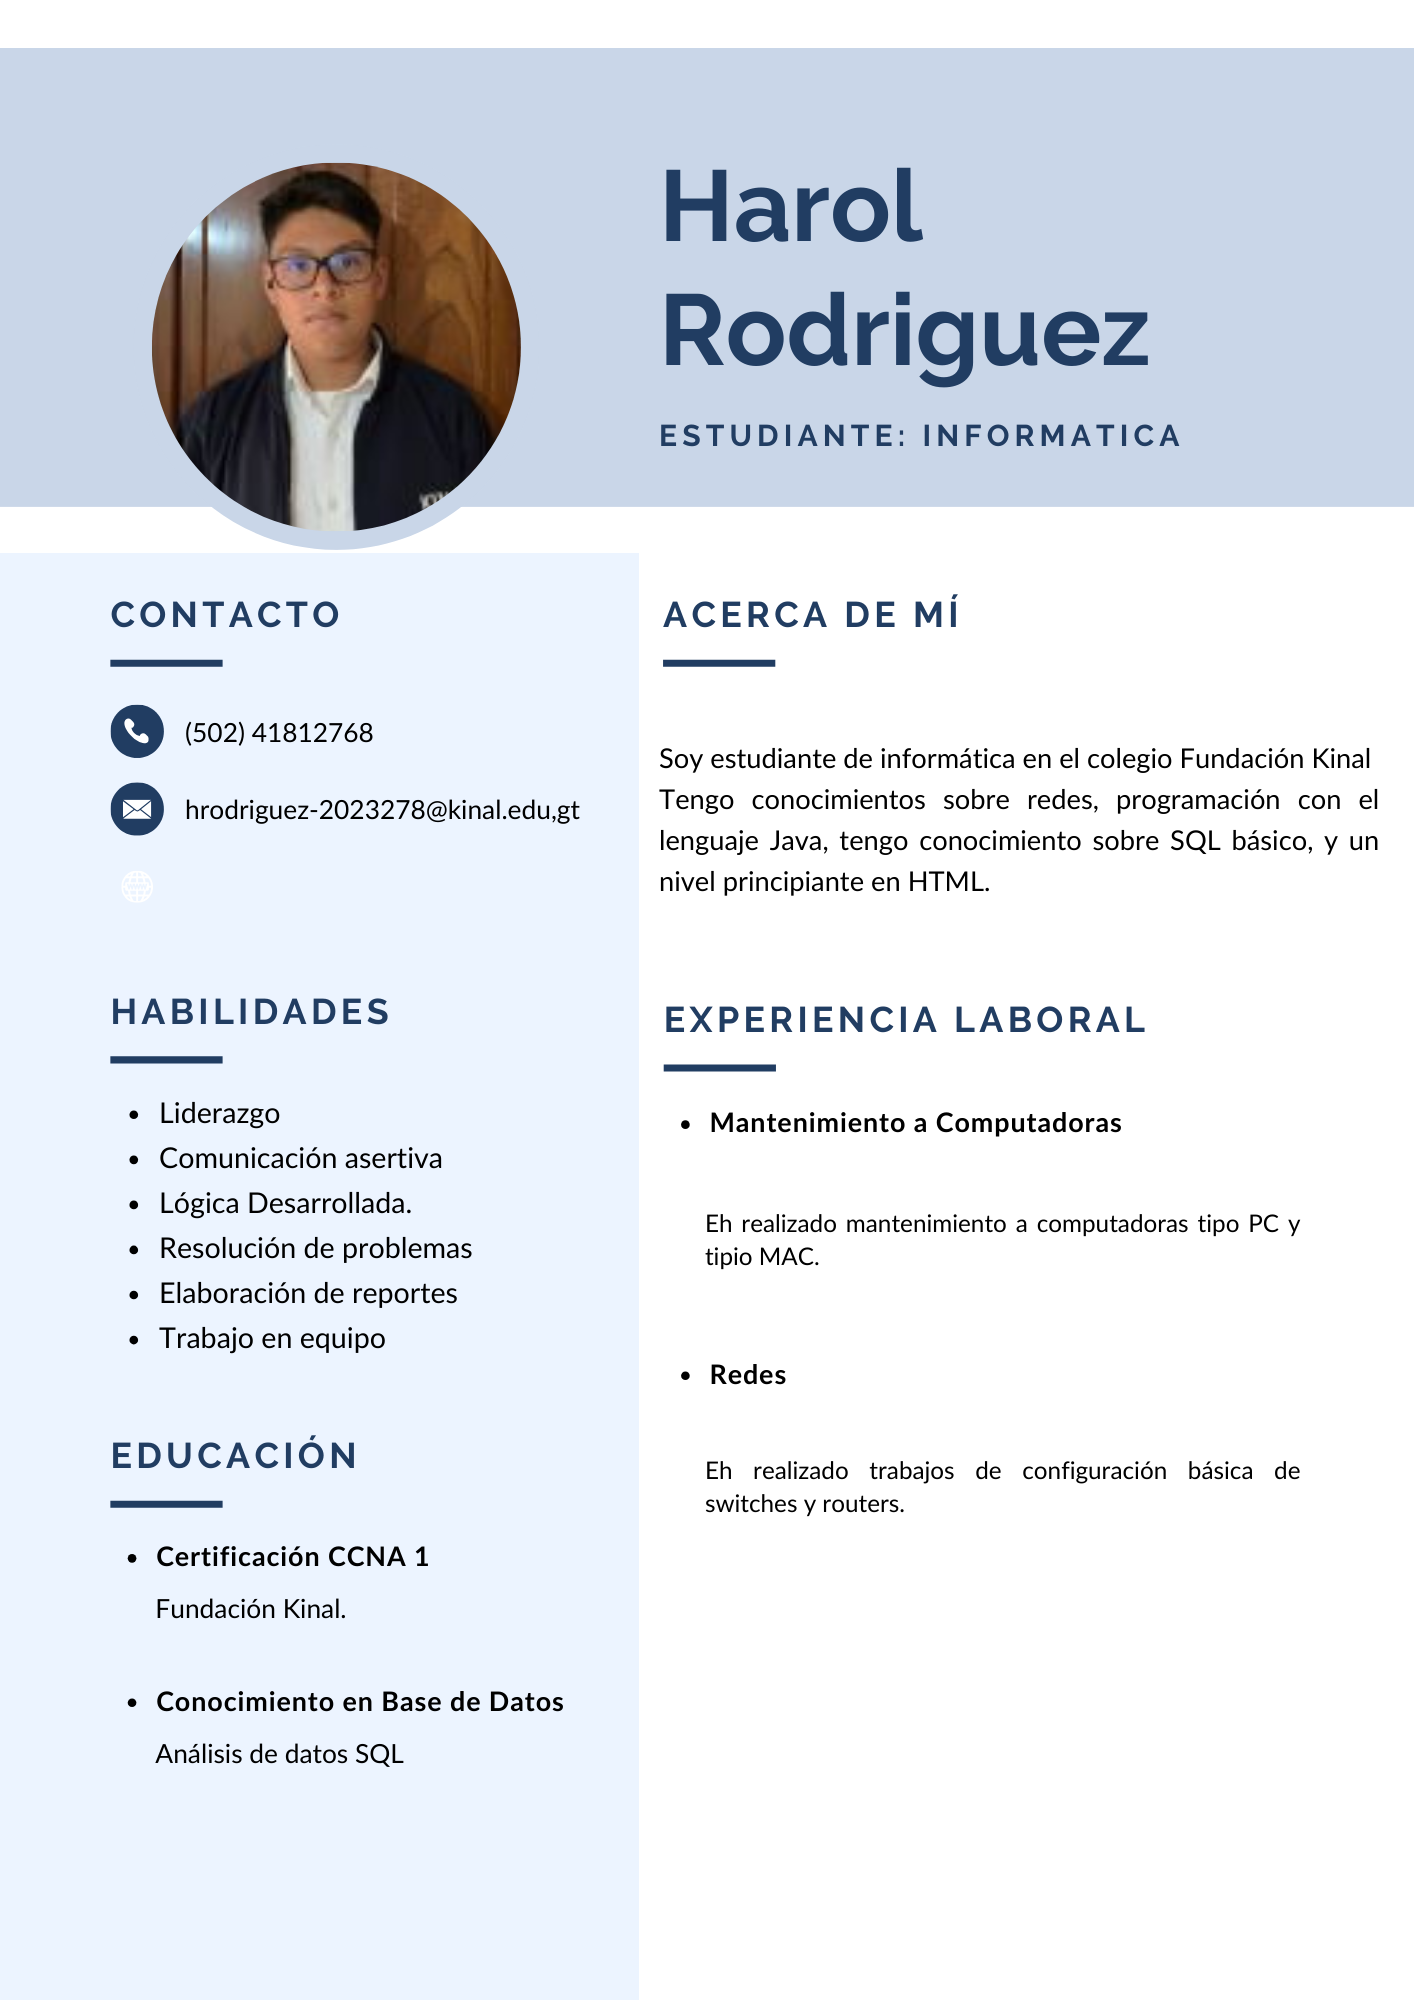 Harol
Rodriguez
ESTUDIANTE: INFORMATICA
CONTACTO
(502) 41812768
hrodriguez-2023278@kinal.edu,gt
HABILIDADES
Liderazgo
Comunicación asertiva
Lógica Desarrollada.
Resolución de problemas
Elaboración de reportes
Trabajo en equipo
EDUCACIÓN
Certificación CCNA 1
Fundación Kinal.
Conocimiento en Base de Datos
Análisis de datos SQL
ACERCA DE MÍ
Soy estudiante de informática en el colegio Fundación Kinal
Tengo conocimientos sobre redes, programación con el
lenguaje Java, tengo conocimiento sobre SQL básico, y un
nivel principiante en HTML.
EXPERIENCIA LABORAL
Mantenimiento a Computadoras
Eh realizado mantenimiento a computadoras tipo PC y
tipio MAC.
Redes
Eh realizado trabajos de configuración básica de
switches y routers.